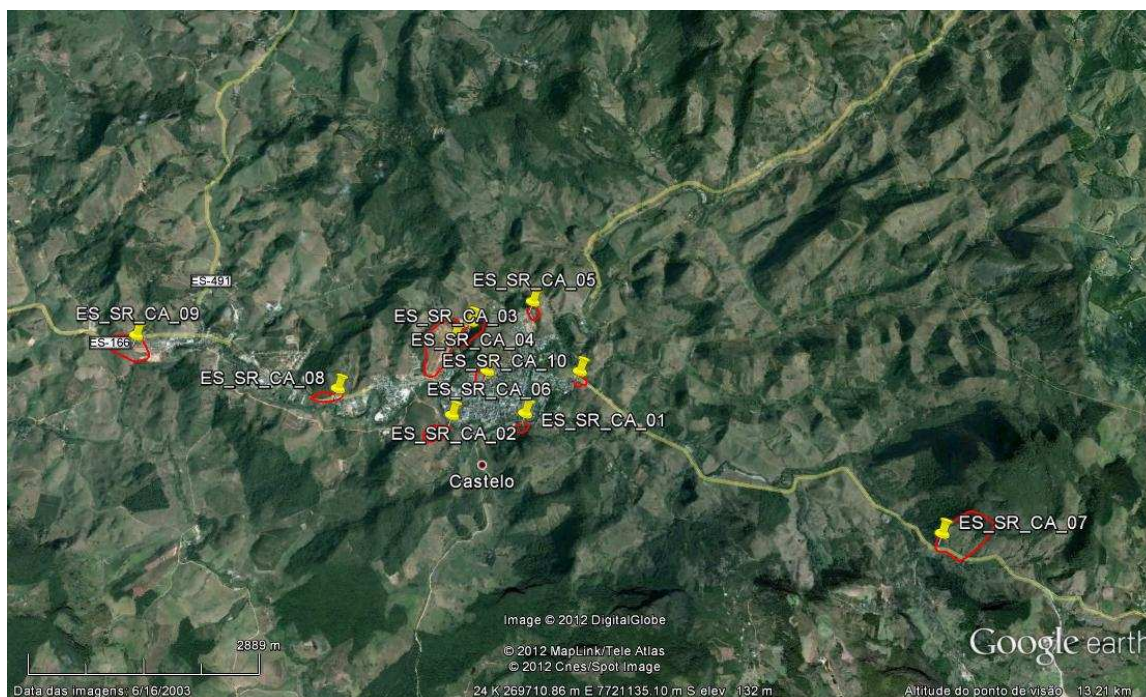 ES_SR_CA_05
ES-491
ES_SR_CA_09
ES_SR_CA_03
ES-166
ES_SR_CA_04
ES_SR_CA_10
ES_SR_CA_08
ES_SR_CA_06
ES_SR_CA_01
ES_SR_CA_02
Castelo
ES_SR_CA_07
Image © 2012 DigitalGlobe
2889 m
© 2012 MapLink/Tele Atlas
© 2012 Cnes/Spot Image
Google earth
Data das imagens: 6/16/2003
24 K 269710.86 m E 7721135.10 m S elev 132 m
Altitude do ponto de visão 13.21 km